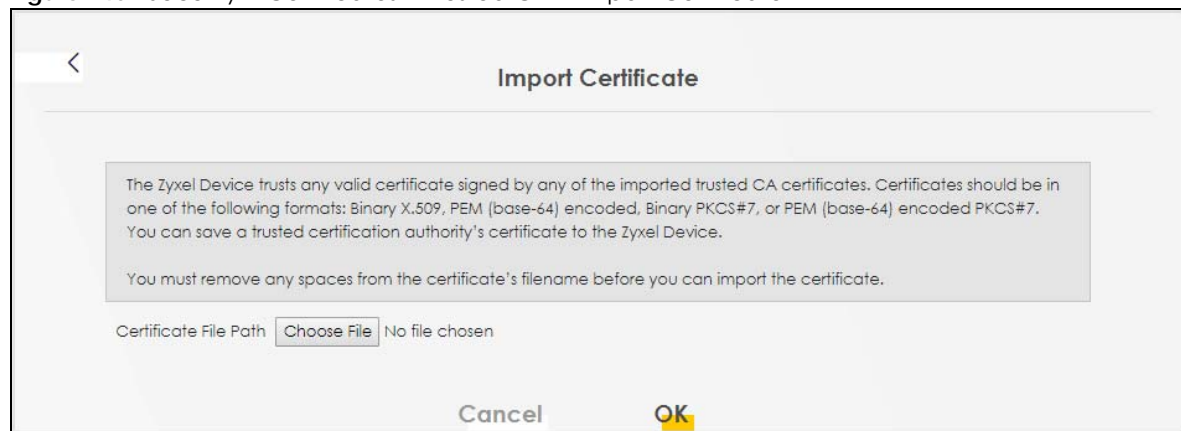 Import Certificate
The Zyxel Device trusts any valid certificate signed by any of the imported trusted CA certificates. Certificates should be in
one of the following formats: Binary X.509, PEM (base-64) encoded, Binary PKCS#7, or PEM (base-64) encoded PKCS#7.
You can save a trusted certification authority's certificate to the Zyxel Device.
You must remove any spaces from the certificate's filename before you can import the certificate.
Certificate File Path Choose File No file chosen
Cancel OK